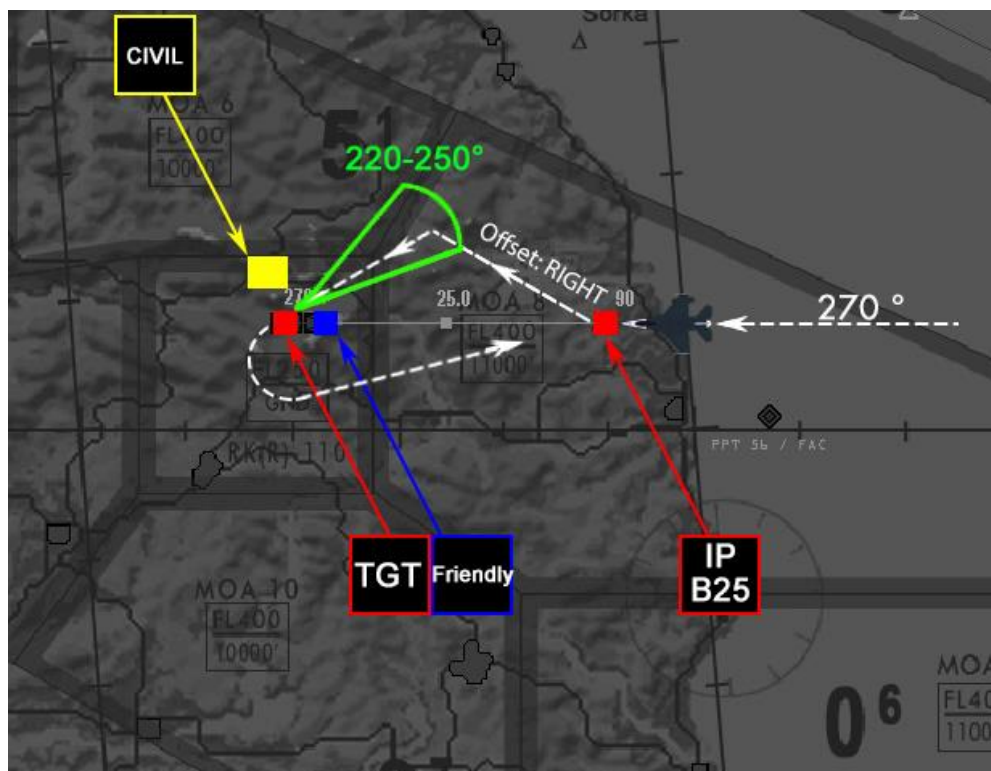 Sorka
CIVIL
MOA 6
FL400
10000'
51
220-250°
Offset: RIGHT
270
25.0
90
MOA 8
FL400
11000'
270 °
FL250
GND
RK(R) 110
PPT 56 / FAC
TGT
Friendly
IP
B25
MOA 10
FL400
10000'
06
MOA
FL40
1100